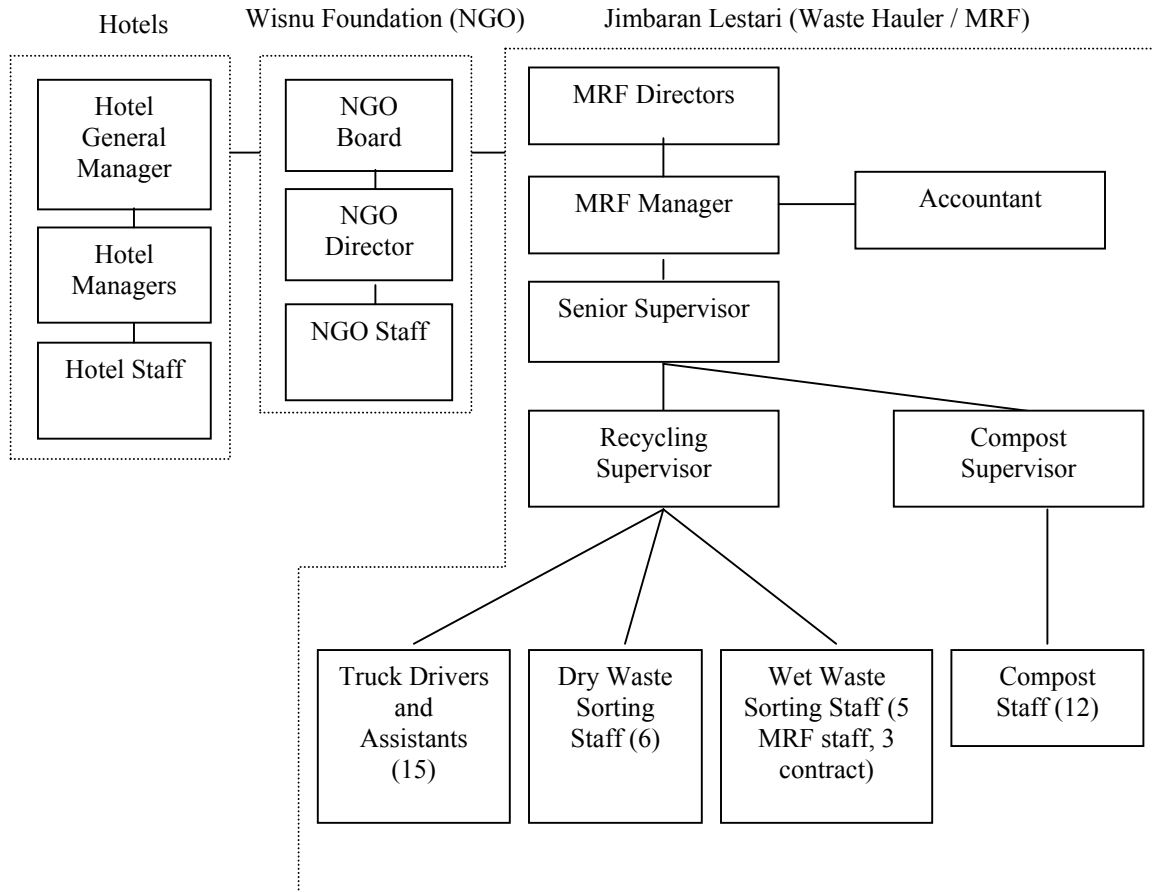 Hotels
Wisnu Foundation (NGO)
Jimbaran Lestari (Waste Hauler / MRF)
Hotel
General
Manager
Hotel
Managers
Hotel Staff
NGO
Board
NGO
Director
NGO Staff
MRF Directors
MRF Manager
Accountant
Senior Supervisor
Recycling
Supervisor
Compost
Supervisor
Truck Drivers
and
Assistants
(15)
Dry Waste
Sorting
Staff (6)
Wet Waste
Sorting Staff (5
MRF staff, 3
contract)
Compost
Staff (12)